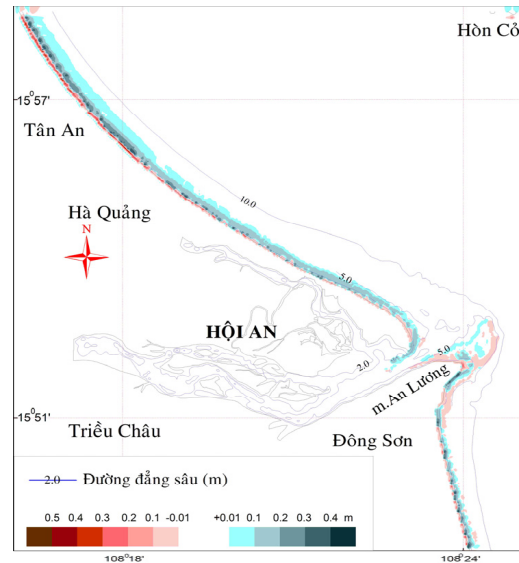 Hòn Cỏ
15°57'
Tân An
10.0
Hà Quảng
N
5.0
HỘI AN
2.0
5.0
m.An Lương
15°51'
Triều Châu
Đông Sơn
2.0 Đường đẳng sâu (m)
0.5 0.4 0.3 0.2 0.1 -0.01 +0.01 0.1 0.2 0.3 0.4 m
108°18' 108°24'